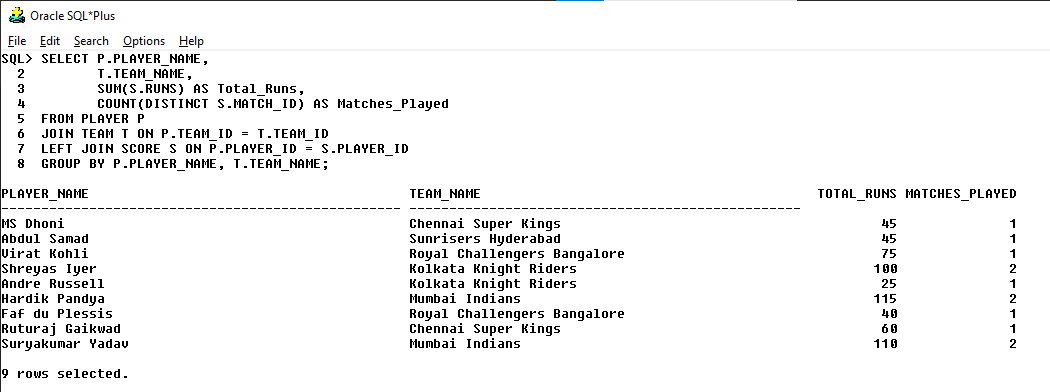 Oracle SQL*Plus
File Edit Search Options Help
SQL> SELECT P.PLAYER_NAME,
  2         T.TEAM_NAME,
  3         SUM(S.RUNS) AS Total_Runs,
  4         COUNT(DISTINCT S.MATCH_ID) AS Matches_Played
  5  FROM PLAYER P
  6  JOIN TEAM T ON P.TEAM_ID = T.TEAM_ID
  7  LEFT JOIN SCORE S ON P.PLAYER_ID = S.PLAYER_ID
  8  GROUP BY P.PLAYER_NAME, T.TEAM_NAME;
PLAYER_NAME TEAM_NAME TOTAL_RUNS MATCHES_PLAYED
-------------------------------------------------- -------------------------------------------------- ---------- --------------
MS Dhoni Chennai Super Kings 45 1
Abdul Samad Sunrisers Hyderabad 45 1
Virat Kohli Royal Challengers Bangalore 75 1
Shreyas Iyer Kolkata Knight Riders 100 2
Andre Russell Kolkata Knight Riders 25 1
Hardik Pandya Mumbai Indians 115 2
Faf du Plessis Royal Challengers Bangalore 40 1
Ruturaj Gaikwad Chennai Super Kings 60 1
Suryakumar Yadav Mumbai Indians 110 2
9 rows selected.